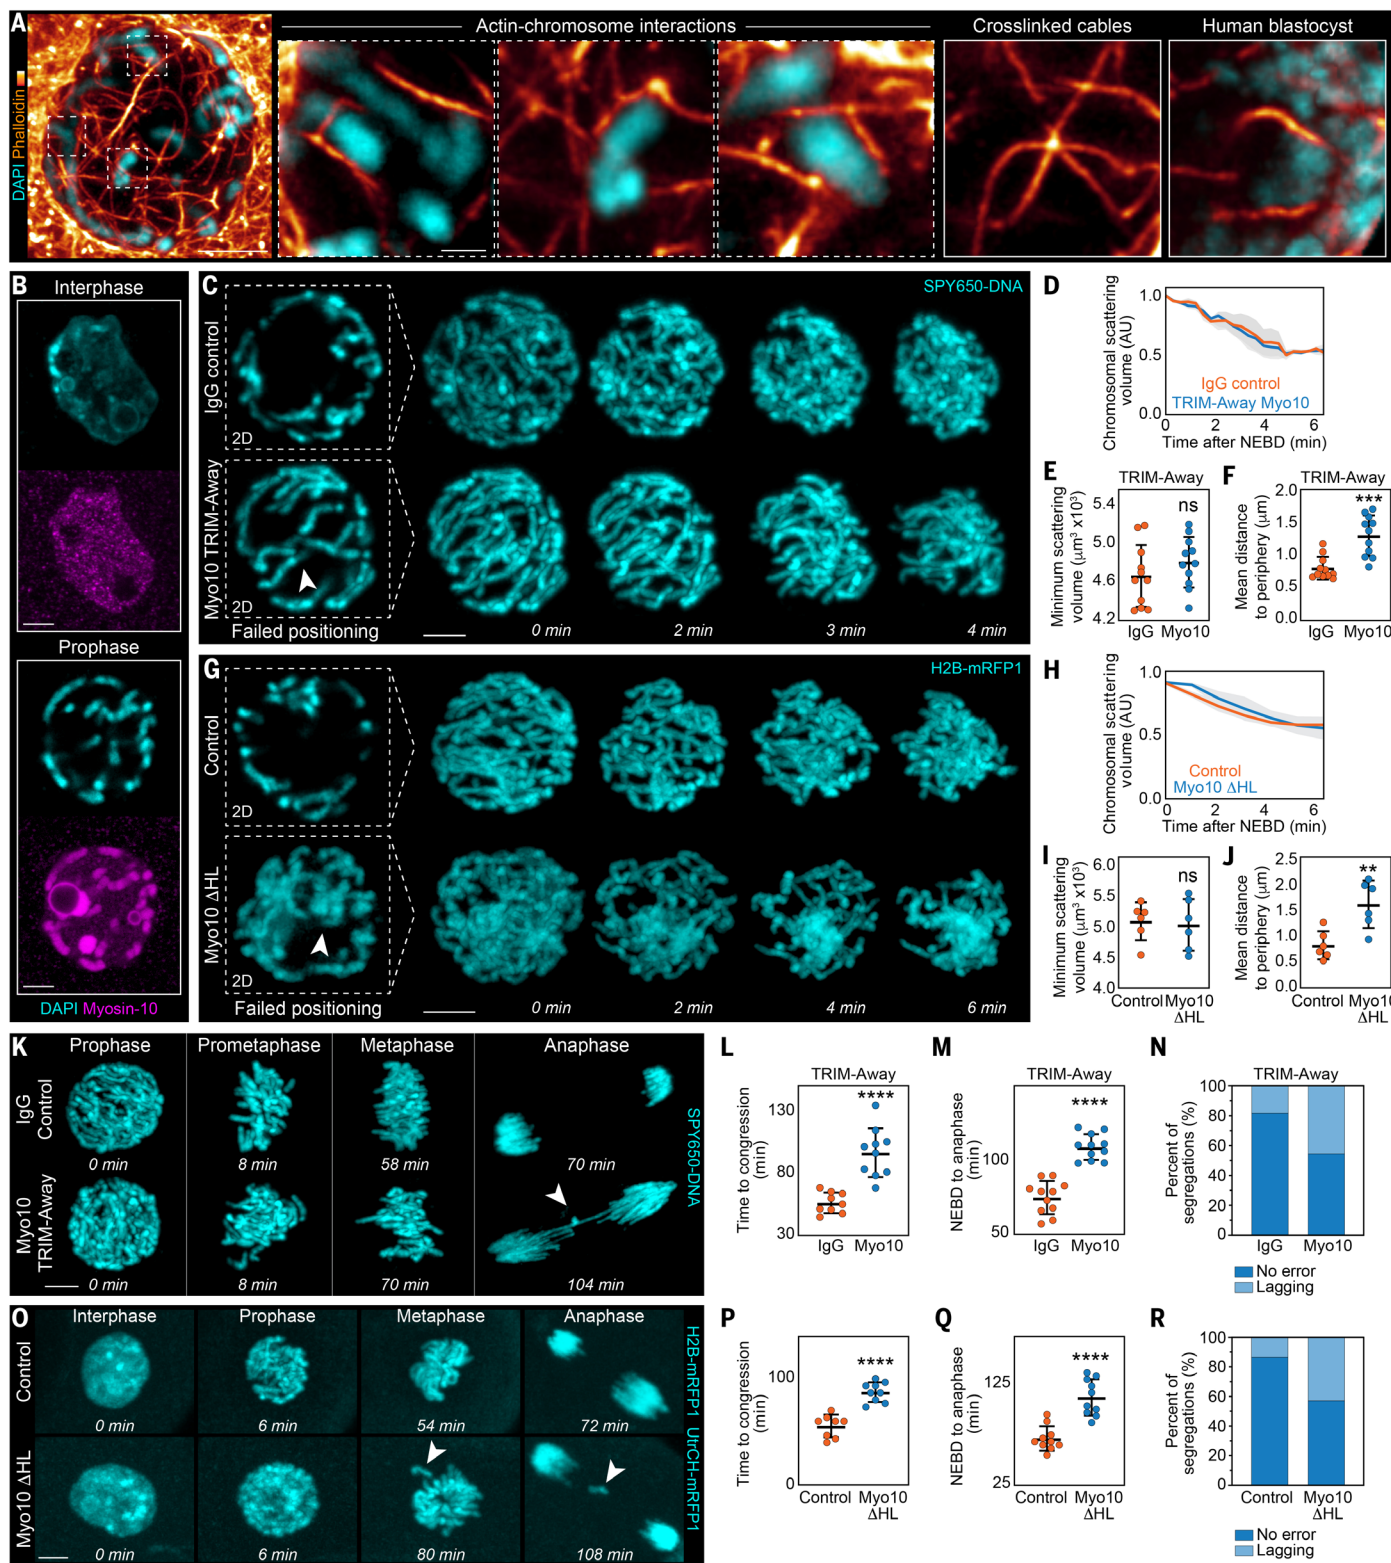 A
DAPI Phalloidin
Actin-chromosome interactions
Crosslinked cables
Human blastocyst
B
Interphase
Prophase
DAPI Myosin-10
C
SPY650-DNA
IgG control
2D
Myo10 TRIM-Away
2D
Failed positioning
0 min
2 min
3 min
4 min
D
Chromosomal scattering
volume (AU)
1.0
0.5
0.0
IgG control
TRIM-Away Myo10
0
2
4
6
Time after NEBD (min)
E
TRIM-Away
Minimum scattering
volume (µm³ x10³)
5.4
5.0
4.6
4.2
ns
IgG Myo10
F
TRIM-Away
Mean distance
to periphery (µm)
2.0
1.5
1.0
0.5
0.0
***
IgG Myo10
G
H2B-mRFP1
Control
2D
Myo10 ΔHL
2D
Failed positioning
0 min
2 min
4 min
6 min
H
Chromosomal scattering
volume (AU)
1.0
0.5
1.0
Control
Myo10 ΔHL
0
2
4
6
Time after NEBD (min)
I
Minimum scattering
volume (µm³ x10³)
6.0
5.5
5.0
4.5
4.0
ns
Control Myo10
ΔHL
J
Mean distance
to periphery (µm)
2.5
2.0
1.5
1.0
0.5
0.0
**
Control Myo10
ΔHL
K
Prophase
Prometaphase
Metaphase
Anaphase
IgG
Control
0 min
8 min
58 min
70 min
Myo10
TRIM-Away
0 min
8 min
70 min
104 min
SPY650-DNA
L
TRIM-Away
Time to congression
(min)
130
80
30
****
IgG Myo10
M
TRIM-Away
NEBD to anaphase
(min)
100
50
****
IgG Myo10
N
TRIM-Away
Percent of
segregations (%)
100
80
60
40
20
0
IgG Myo10
No error
Lagging
O
Interphase
Prophase
Metaphase
Anaphase
Control
0 min
6 min
54 min
72 min
Myo10 ΔHL
0 min
6 min
80 min
108 min
H2B-mRFP1 UtrCH-mRFP1
P
Time to congression
(min)
100
0
****
Control Myo10
ΔHL
Q
NEBD to anaphase
(min)
125
25
****
Control Myo10
ΔHL
R
Percent of
segregations (%)
100
80
60
40
20
0
Control Myo10
ΔHL
No error
Lagging